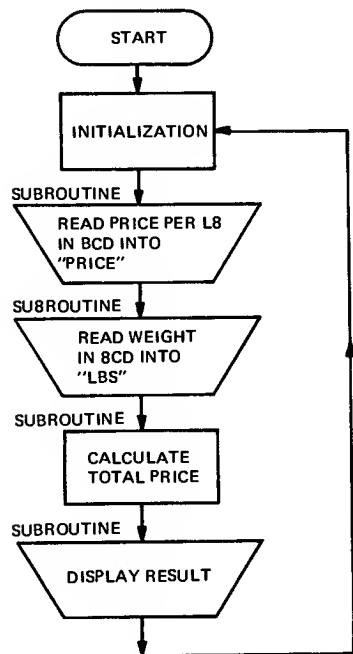 START
INITIALIZATION
SUBROUTINE
READ PRICE PER L8
IN BCD INTO
"PRICE"
SU8ROUTINE
READ WEIGHT
IN 8CD INTO
"LBS"
SUBROUTINE
CALCULATE
TOTAL PRICE
SUBROUTINE
DISPLAY RESULT